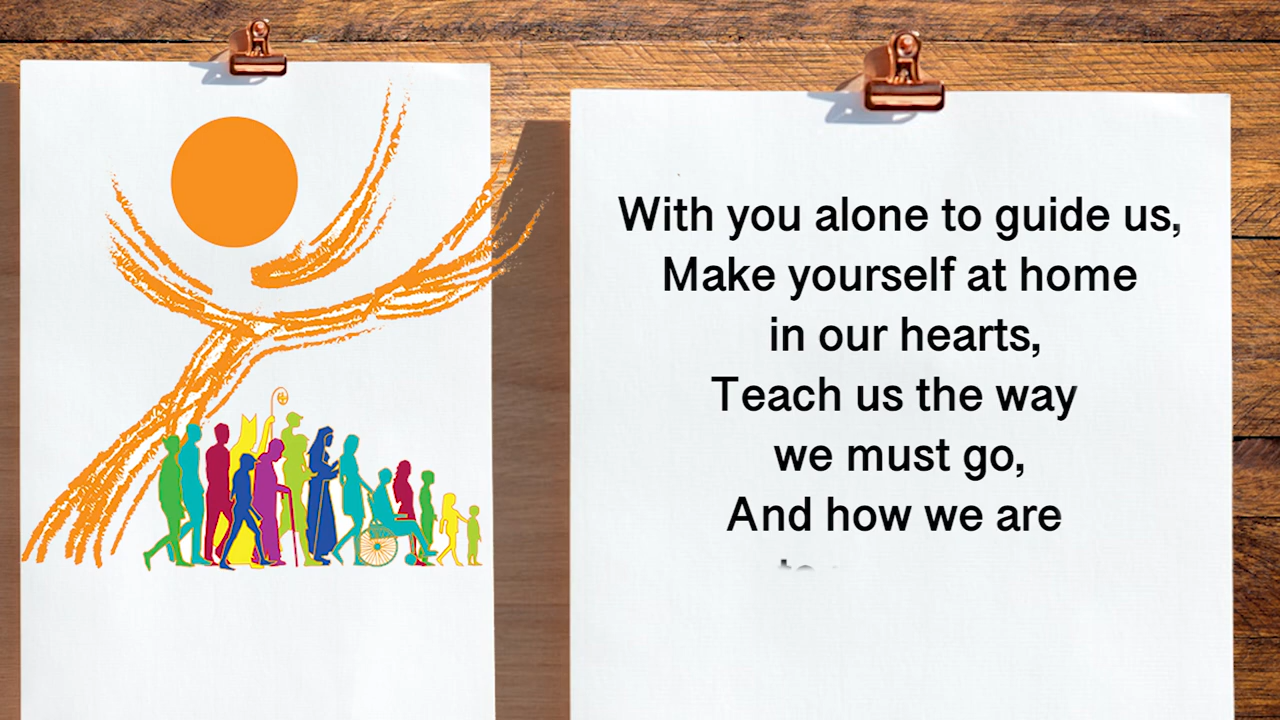 With you alone to guide us,
Make yourself at home
in our hearts,
Teach us the way
we must go,
And how we are